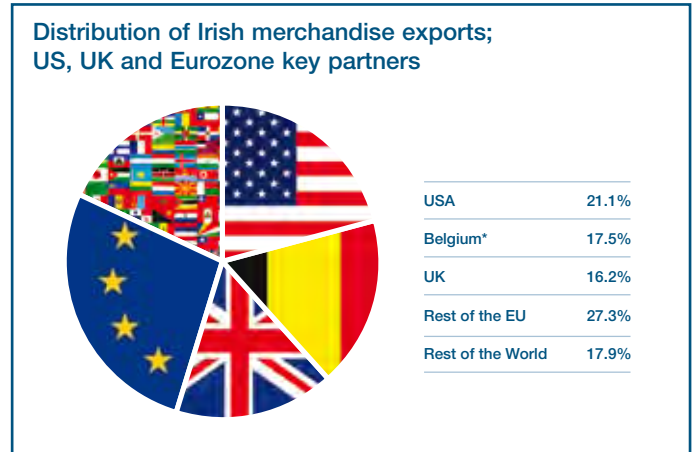 Distribution of Irish merchandise exports;
US, UK and Eurozone key partners
USA 21.1%
Belgium* 17.5%
UK 16.2%
Rest of the EU 27.3%
Rest of the World 17.9%